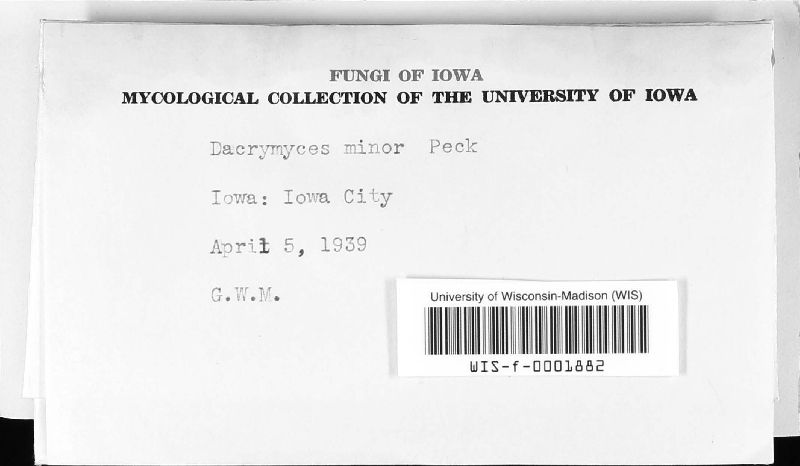 FUNGI OF IOWA
MYCOLOGICAL COLLECTION OF THE UNIVERSITY OF IOWA
Dacrymyces minor Peck
Iowa: Iowa City
April 5, 1939
G.W.M.
University of Wisconsin-Madison (WIS)
WIS-f-0001882